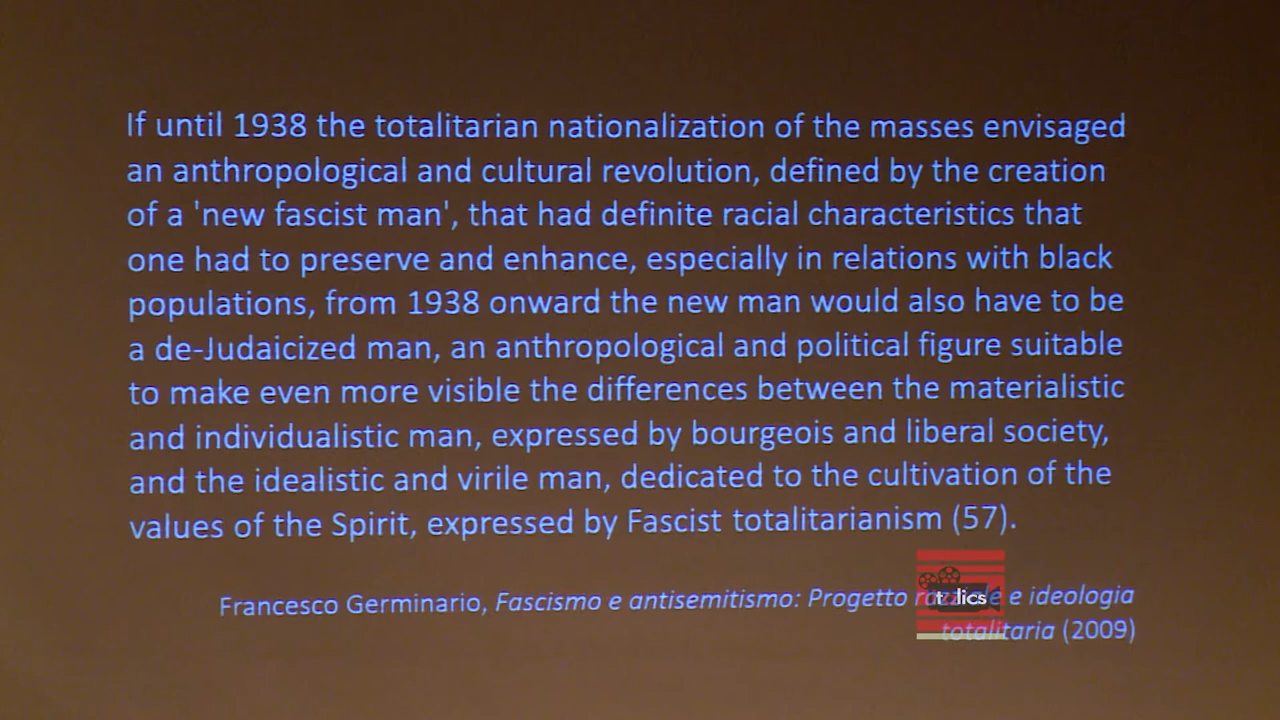 If until 1938 the totalitarian nationalization of the masses envisaged
an anthropological and cultural revolution, defined by the creation
of a 'new fascist man', that had definite racial characteristics that
one had to preserve and enhance, especially in relations with black
populations, from 1938 onward the new man would also have to be
a de-Judaicized man, an anthropological and political figure suitable
to make even more visible the differences between the materialistic
and individualistic man, expressed by bourgeois and liberal society,
and the idealistic and virile man, dedicated to the cultivation of the
values of the Spirit, expressed by Fascist totalitarianism (57).
Francesco Germinario, Fascismo e antisemitismo: Progetto e ideologia
totalitaria (2009)